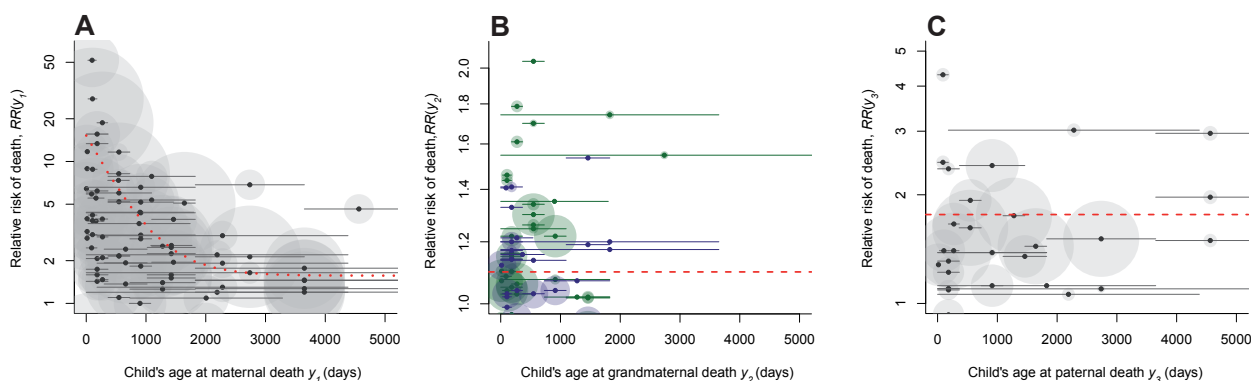 A
Relative risk of death, RR(y1)
50
20
10
5
2
1
0 1000 2000 3000 4000 5000
Child's age at maternal death y1 (days)
B
Relative risk of death,RR(y2)
2.0
1.8
1.6
1.4
1.2
1.0
0 1000 2000 3000 4000 5000
Child's age at grandmaternal death y2 (days)
C
Relative risk of death, RR(y3)
5
4
3
2
1
0 1000 2000 3000 4000 5000
Child's age at paternal death y3 (days)